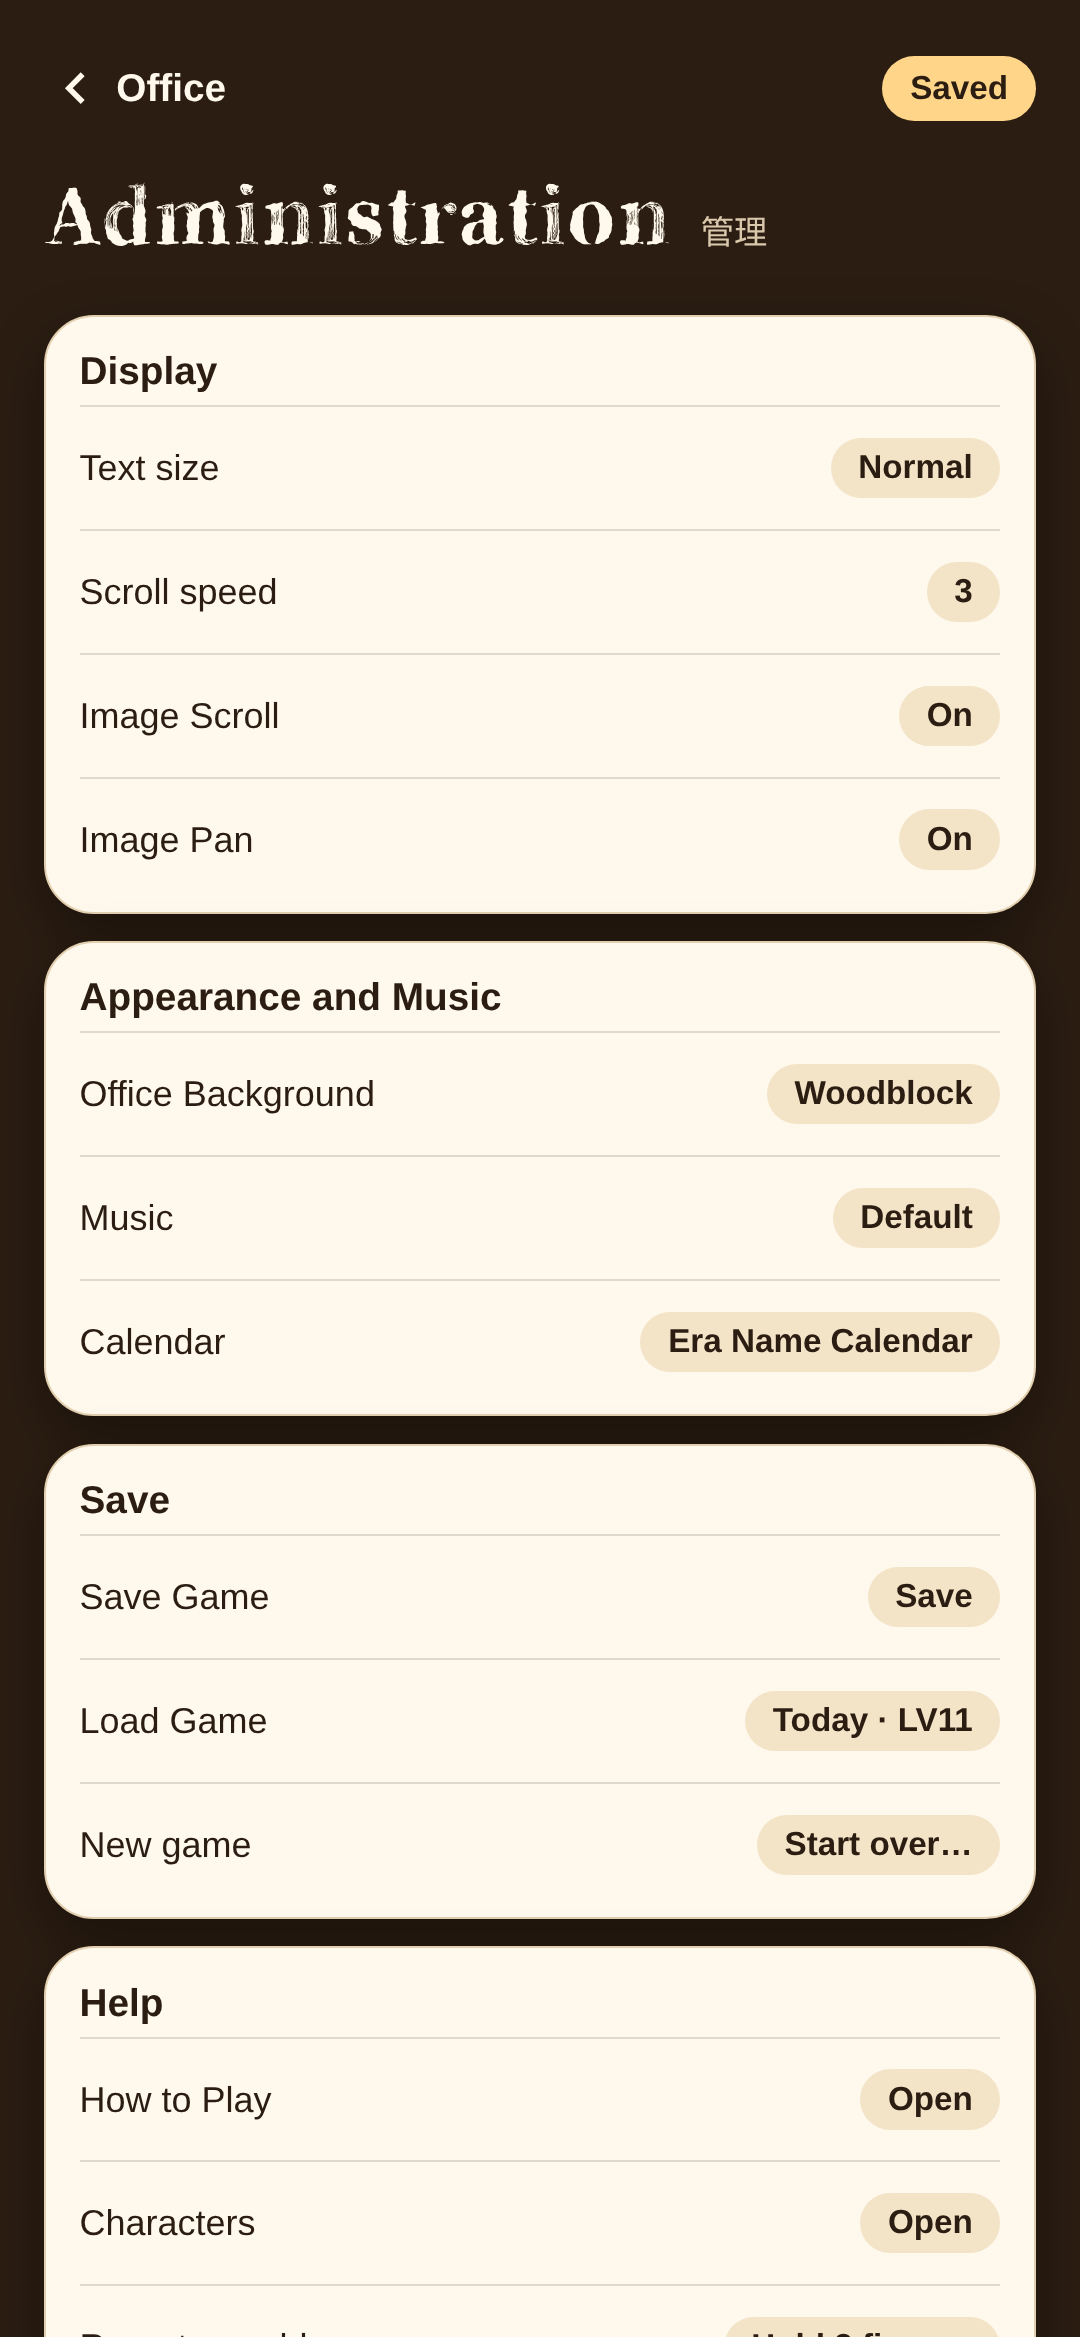 Office
Saved
Administration 管理
Display
Text size Normal
Scroll speed 3
Image Scroll On
Image Pan On
Appearance and Music
Office Background Woodblock
Music Default
Calendar Era Name Calendar
Save
Save Game Save
Load Game Today · LV11
New game Start over…
Help
How to Play Open
Characters Open